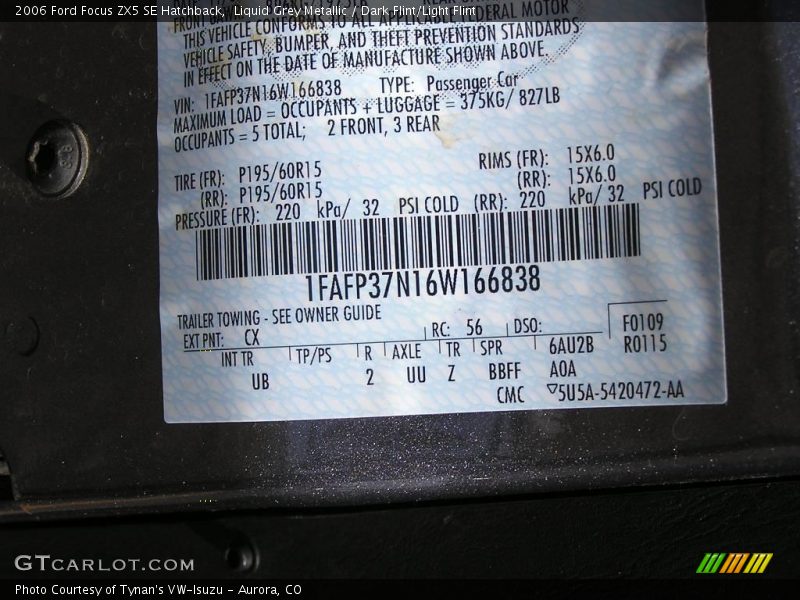 2006 Ford Focus ZX5 SE Hatchback, Liquid Grey Metallic / Dark Flint/Light Flint
THIS VEHICLE CONFORMS TO ALL APPLICABLE FEDERAL MOTOR
VEHICLE SAFETY, BUMPER, AND THEFT PREVENTION STANDARDS
IN EFFECT ON THE DATE OF MANUFACTURE SHOWN ABOVE.
VIN: 1FAFP37N16W166838 TYPE: Passenger Car
MAXIMUM LOAD = OCCUPANTS + LUGGAGE = 375KG/ 827LB
OCCUPANTS = 5 TOTAL; 2 FRONT, 3 REAR
TIRE (FR): P195/60R15 RIMS (FR): 15X6.0
(RR): P195/60R15 (RR): 15X6.0
PRESSURE (FR): 220 kPa/ 32 PSI COLD (RR): 220 kPa/ 32 PSI COLD
1FAFP37N16W166838
TRAILER TOWING - SEE OWNER GUIDE
EXT PNT: CX RC: 56 DSO: F0109
INT TR TP/PS R AXLE TR SPR 6AU2B R0115
UB 2 UU Z BBFF A0A
CMC ▽5U5A-5420472-AA
GTCARLOT.COM
Photo Courtesy of Tynan's VW-Isuzu - Aurora, CO